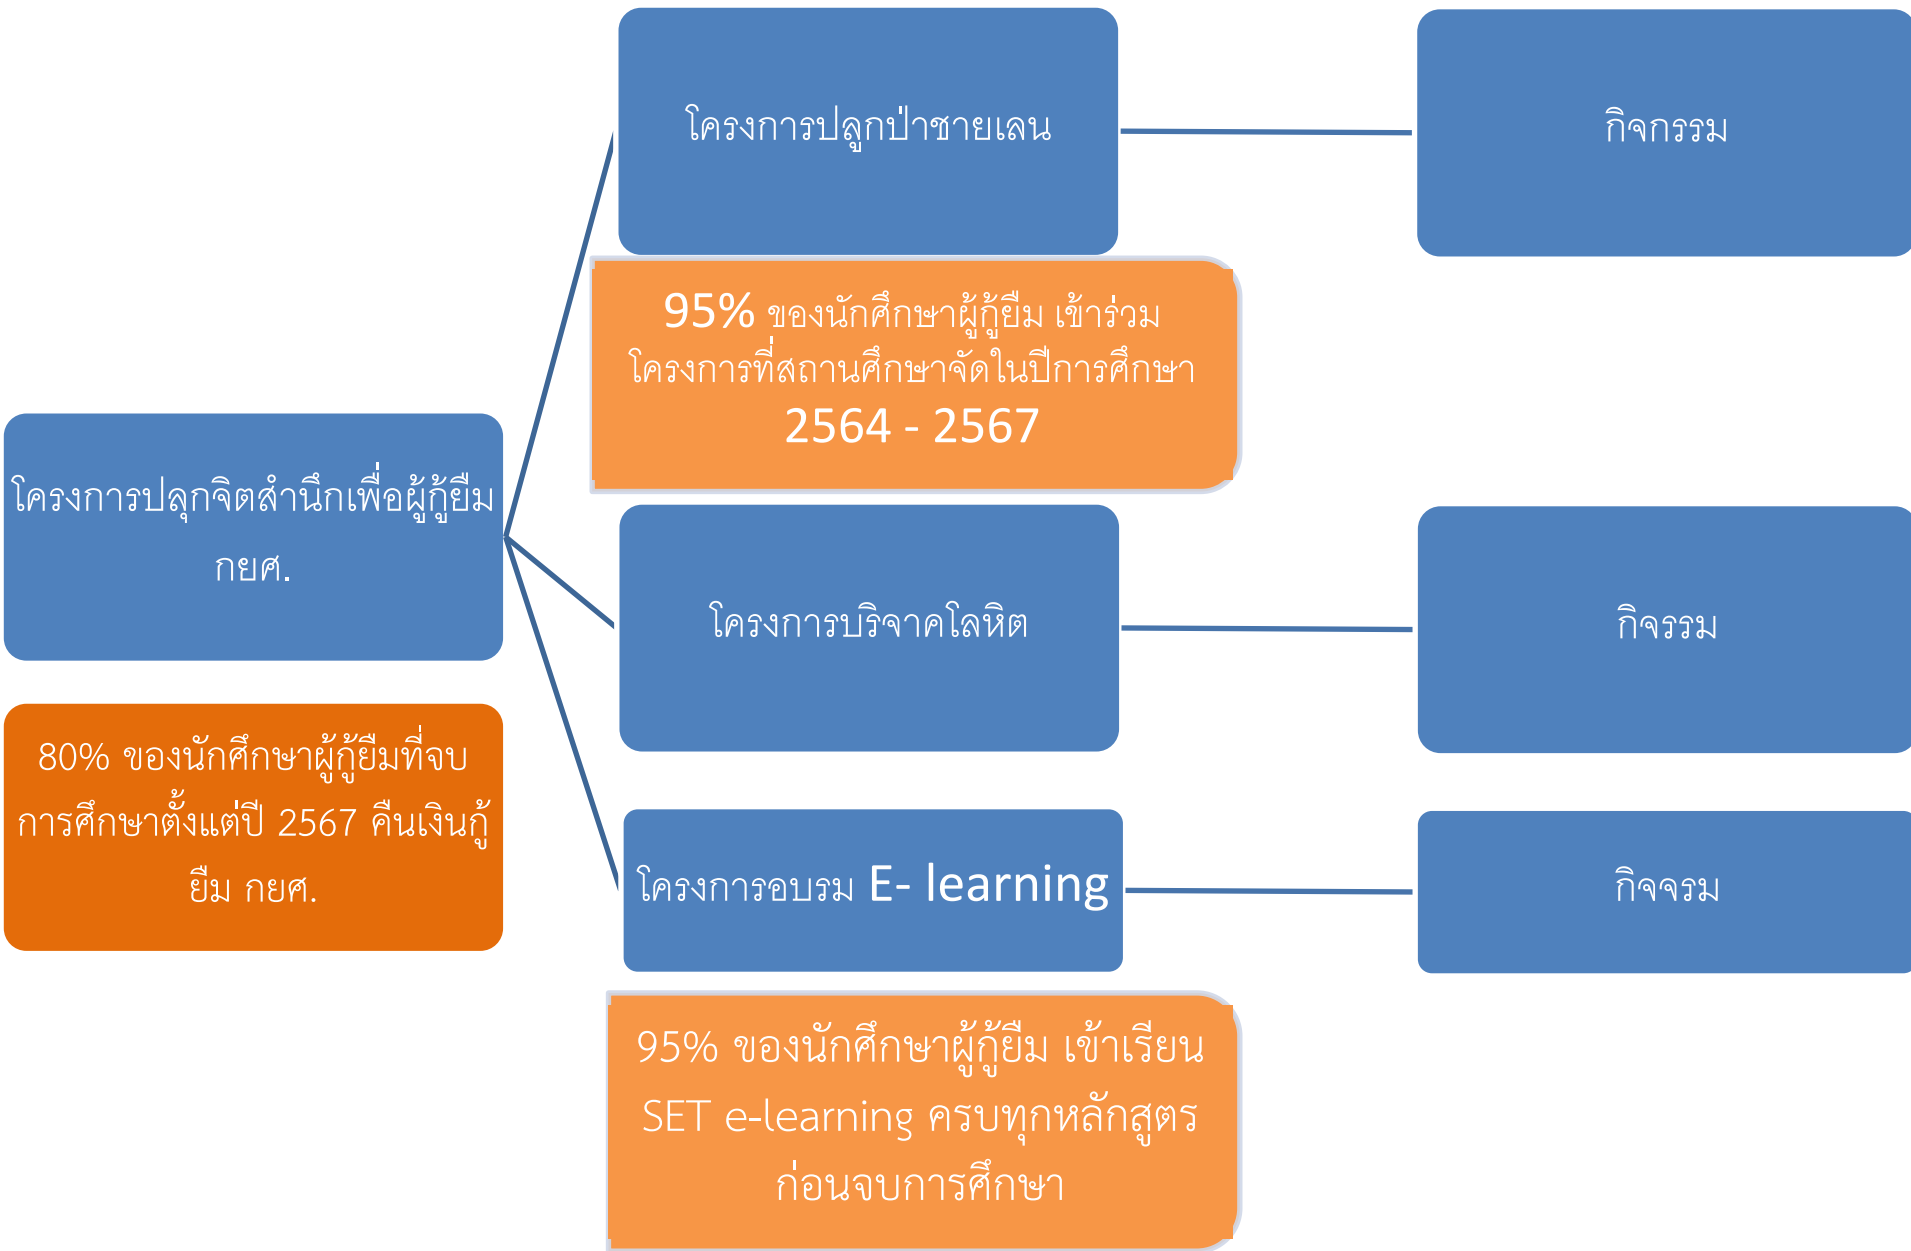 โครงการปลูกป่าชายเลน
กิจกรรม
95% ของนักศึกษาผู้กู้ยืม เข้าร่วม
โครงการที่สถานศึกษาจัดในปีการศึกษา
2564 - 2567
โครงการปลุกจิตสำนึกเพื่อผู้กู้ยืม
กยศ.
โครงการบริจาคโลหิต
กิจรรม
80% ของนักศึกษาผู้กู้ยืมที่จบ
การศึกษาตั้งแต่ปี 2567 คืนเงินกู้
ยืม กยศ.
โครงการอบรม E- learning
กิจจรม
95% ของนักศึกษาผู้กู้ยืม เข้าเรียน
SET e-learning ครบทุกหลักสูตร
ก่อนจบการศึกษา